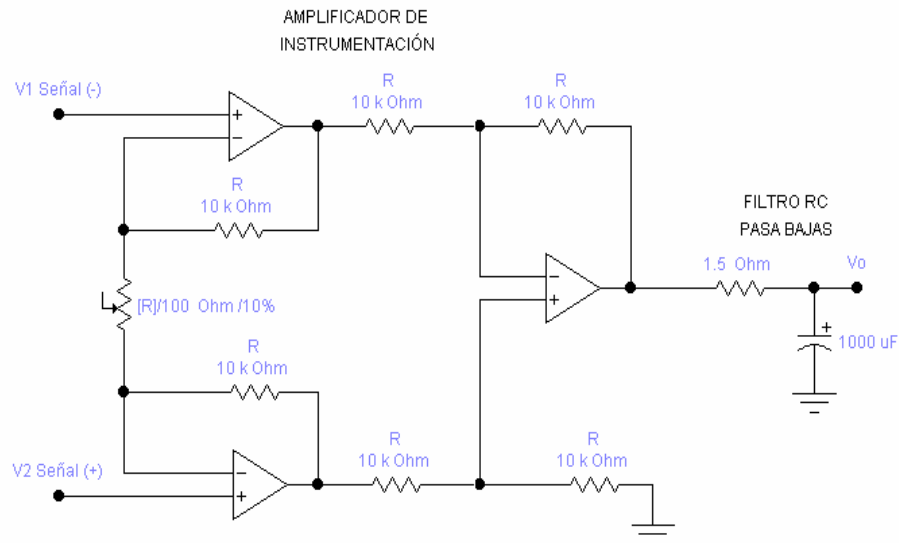 AMPLIFICADOR DE
INSTRUMENTACIÓN
V1 Señal (-)
R
10 k Ohm
R
10 k Ohm
+
−
R
10 k Ohm
FILTRO RC
PASA BAJAS
1.5 Ohm
Vo
−
+
[R]/100 Ohm /10%
+
1000 uF
R
10 k Ohm
R
10 k Ohm
R
10 k Ohm
V2 Señal (+)
−
+